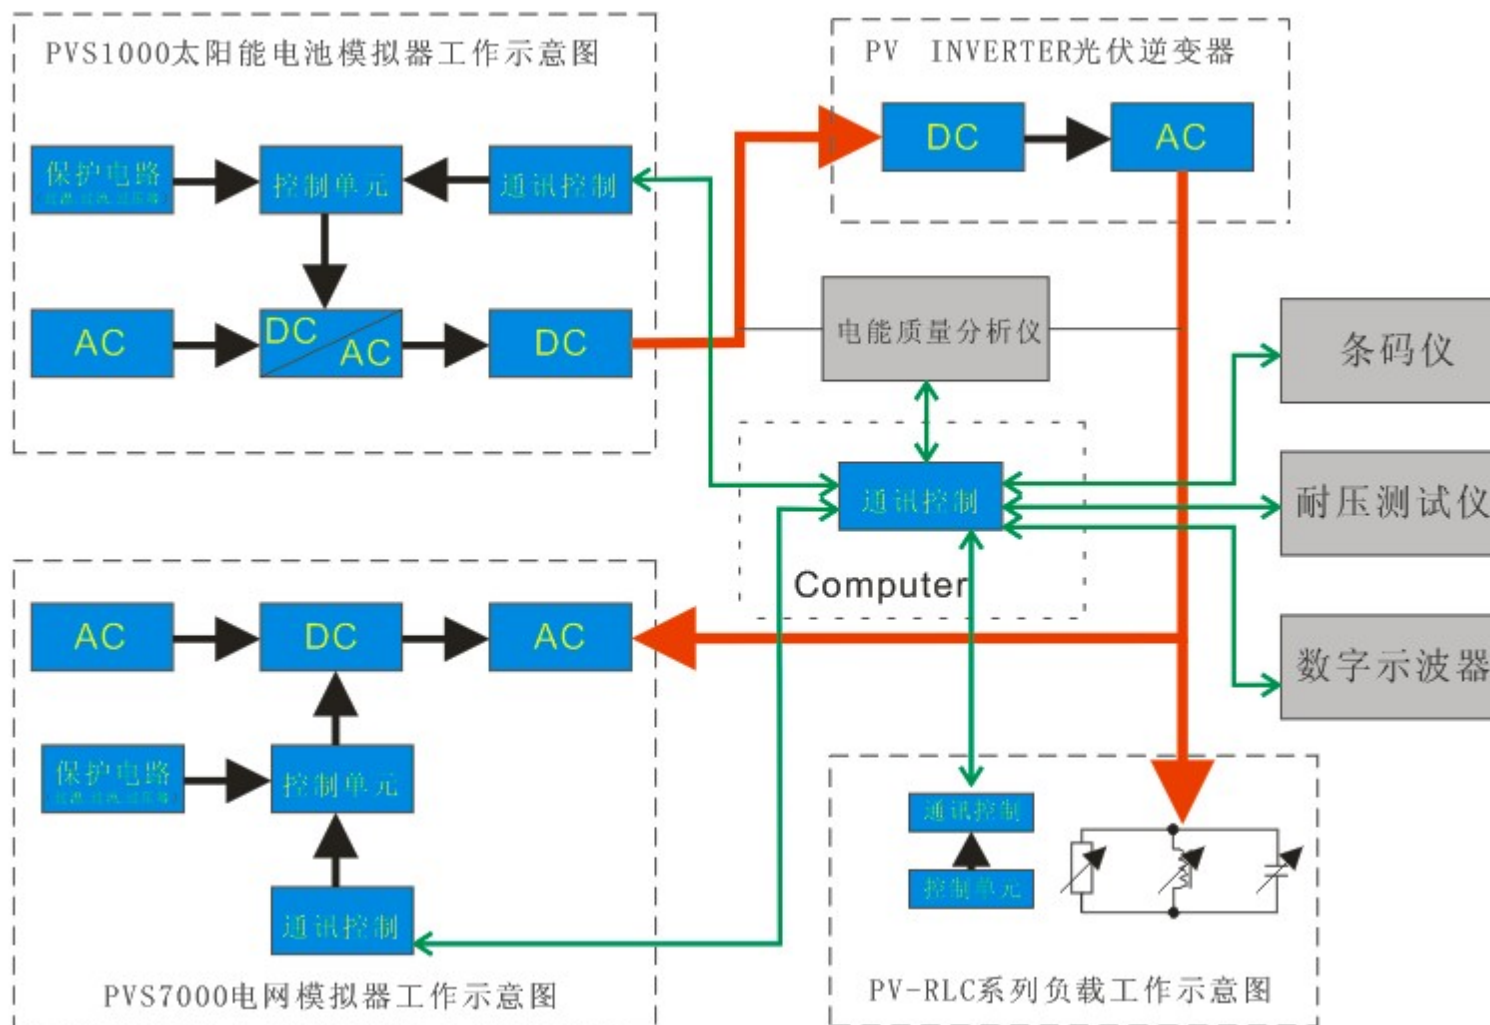 PVS1000太阳能电池模拟器工作示意图
保护电路
控制单元
通讯控制
AC
DC
AC
DC
PV INVERTER光伏逆变器
DC
AC
电能质量分析仪
条码仪
耐压测试仪
数字示波器
通讯控制
Computer
AC
DC
AC
保护电路
控制单元
通讯控制
PVS7000电网模拟器工作示意图
通讯控制
控制单元
PV-RLC系列负载工作示意图